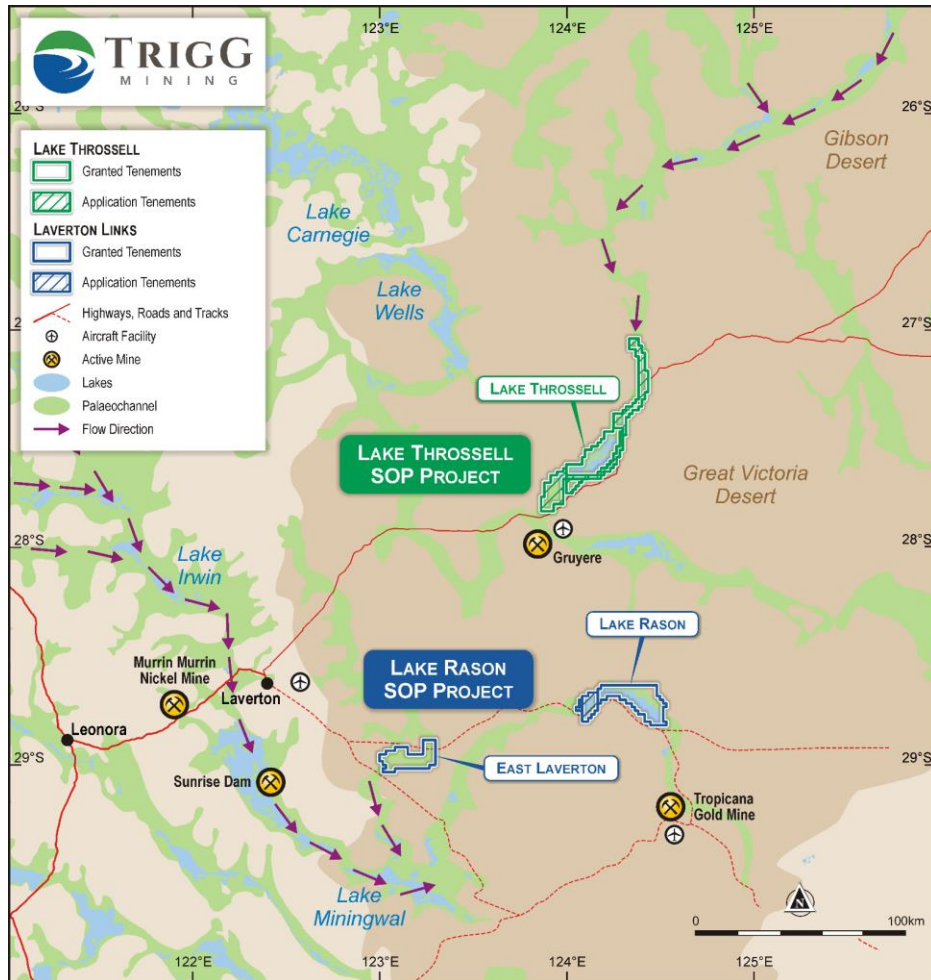 TRIGG
MINING
123°E
124°E
125°E
26°S
26°S
LAKE THROSSELL
Granted Tenements
Application Tenements
LAVERTON LINKS
Granted Tenements
Application Tenements
Highways, Roads and Tracks
Aircraft Facility
Active Mine
Lakes
Palaeochannel
Flow Direction
Gibson
Desert
Lake
Carnegie
Lake
Wells
27°S
LAKE THROSSELL
LAKE THROSSELL
SOP PROJECT
Great Victoria
Desert
28°S
28°S
Gruyere
Lake
Irwin
LAKE RASON
LAKE RASON
SOP PROJECT
Murrin Murrin
Nickel Mine
Laverton
Leonora
29°S
29°S
EAST LAVERTON
Sunrise Dam
Tropicana
Gold Mine
Lake
Miningwal
N
0
100km
122°E
123°E
124°E
125°E